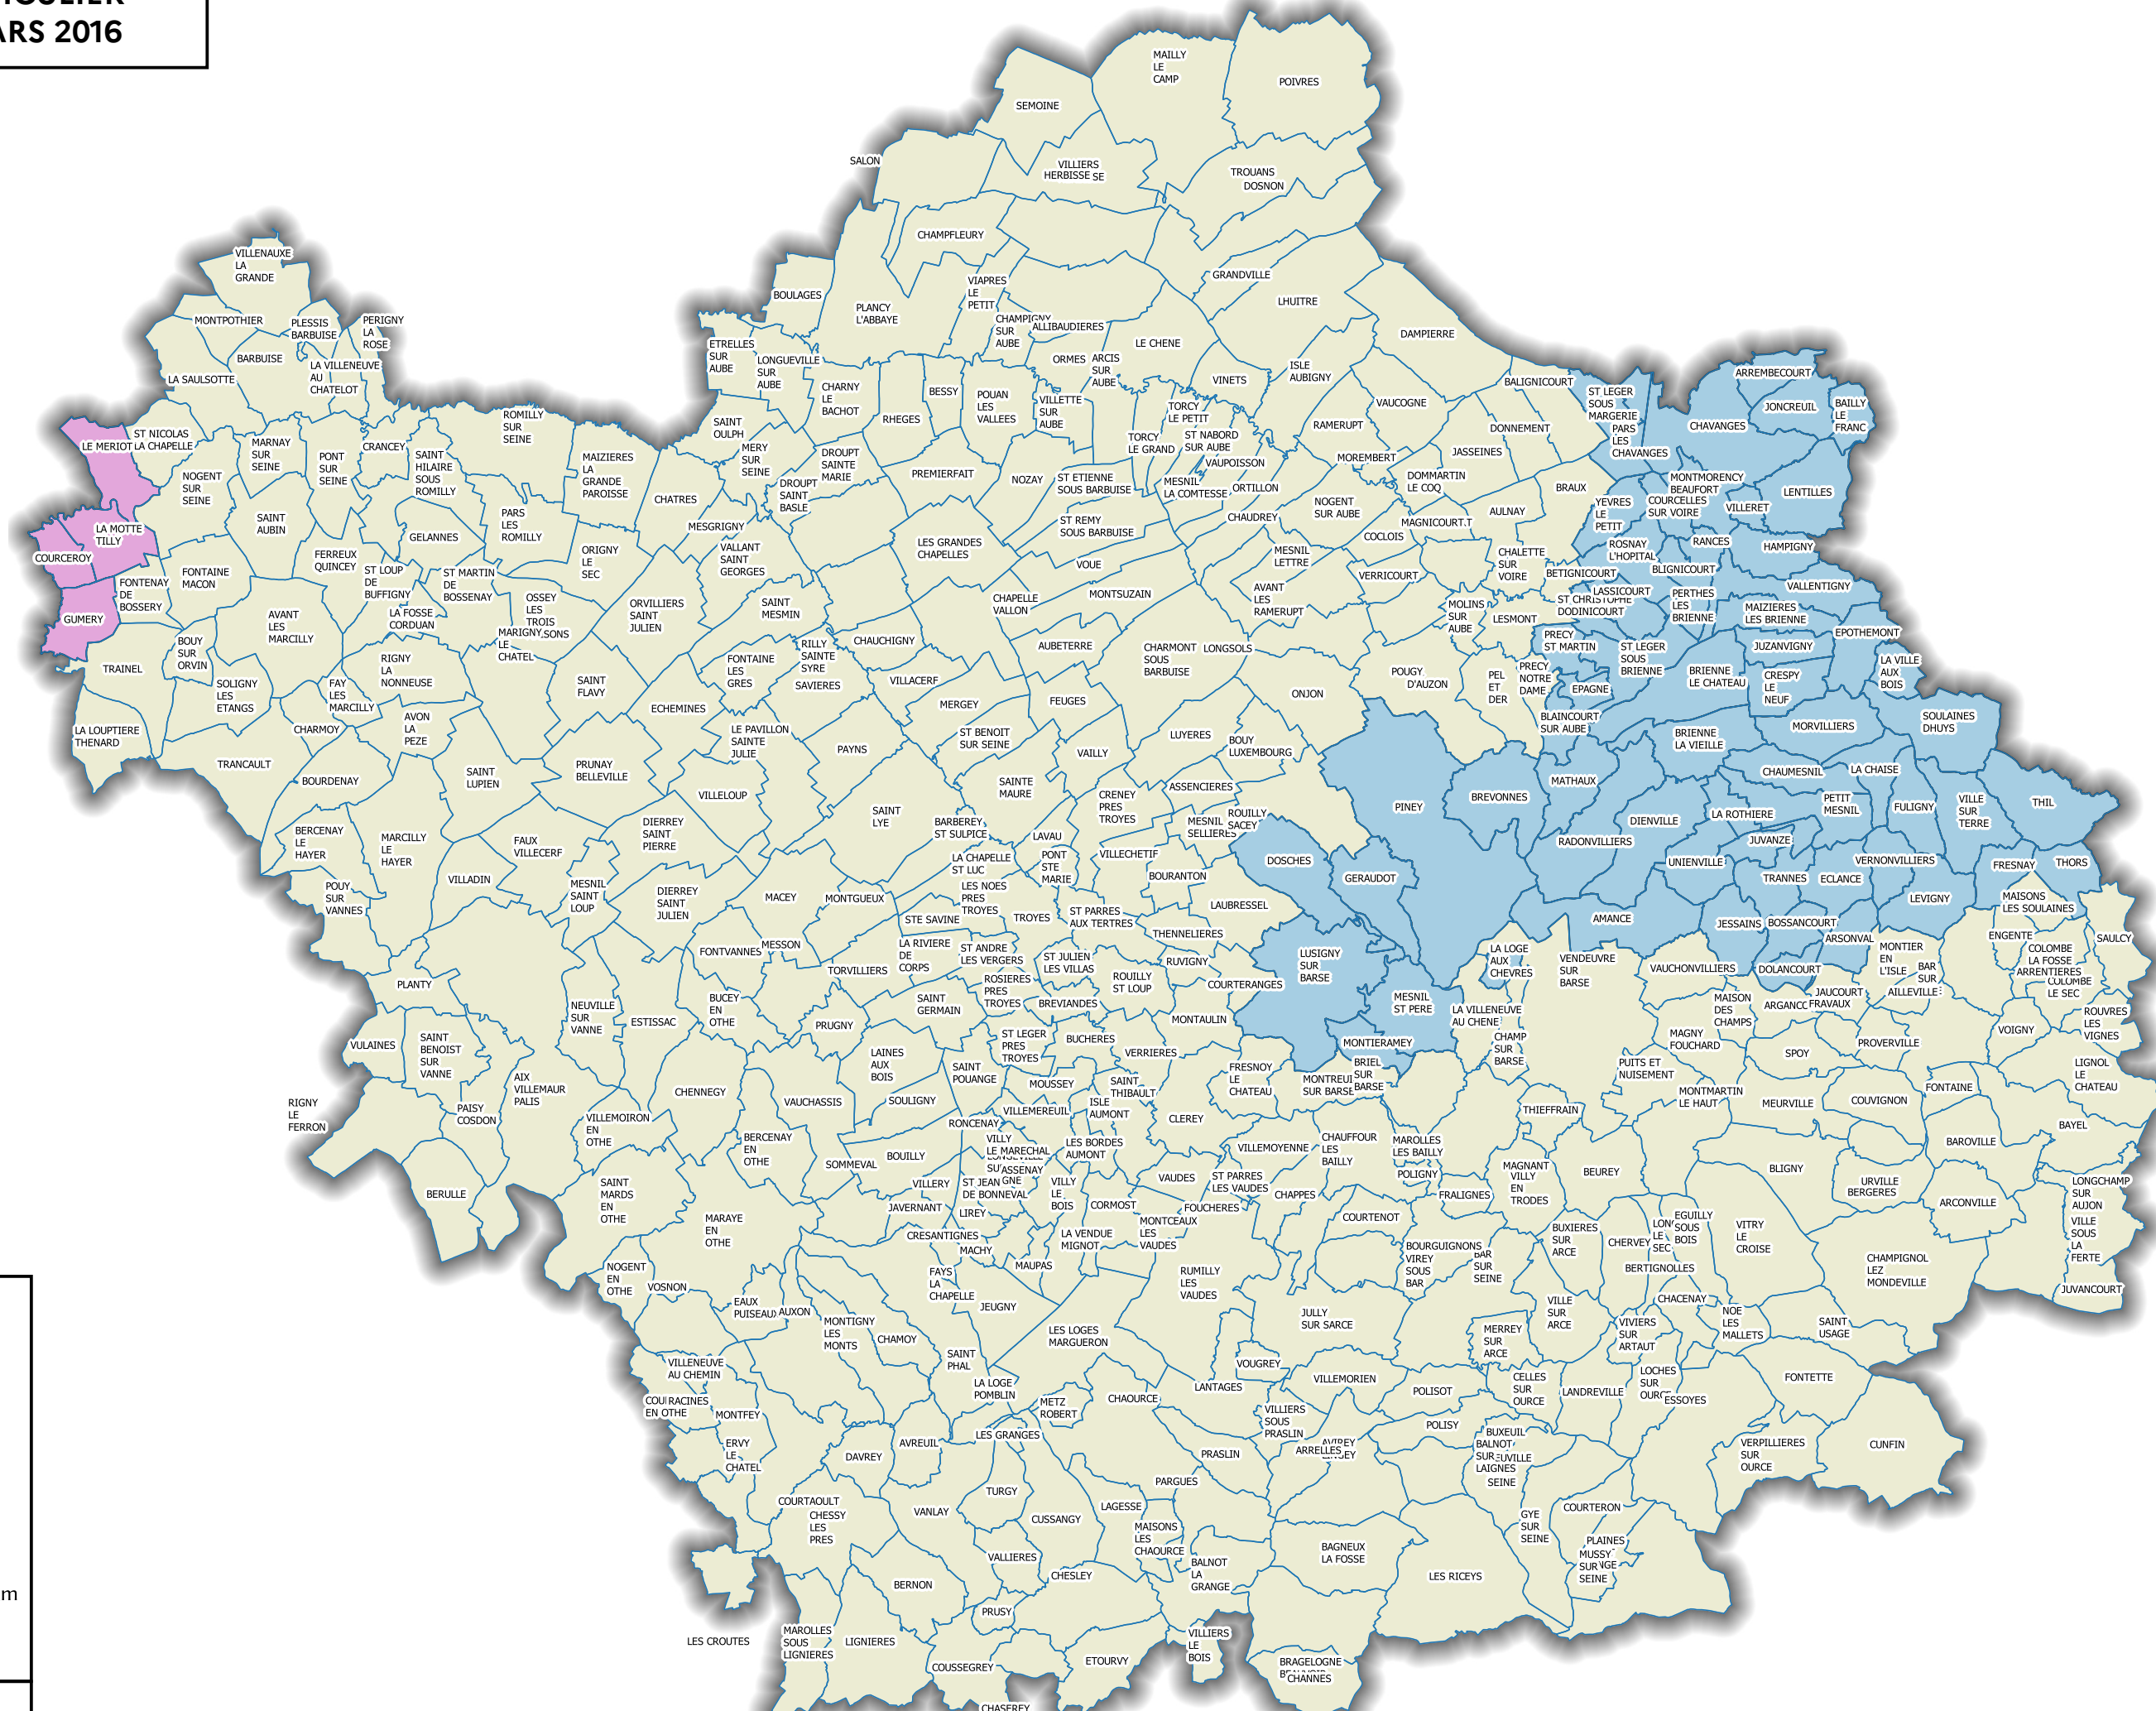 ARS 2016
MAILLY
LE
CAMP
POIVRES
SEMOINE
SALON
VILLIERS
HERBISSE SE
TROUANS
DOSNON
CHAMPFLEURY
VILLENAUXE
LA
GRANDE
GRANDVILLE
LHUITRE
VIAPRES
LE
PETIT
BOULAGES
PLANCY
L'ABBAYE
MONTPOTHIER
PLESSIS
BARBUISE
PERIGNY
LA
ROSE
CHAMPIGNY
SUR
AUBE
ALLIBAUDIERES
LE CHENE
DAMPIERRE
BARBUISE
LA VILLENEUVE
AU
CHATELOT
LA SAULSOTTE
ETRELLES
SUR
AUBE
LONGUEVILLE
SUR
AUBE
ORMES
ARCIS
SUR
AUBE
VINETS
ISLE
AUBIGNY
BALIGNICOURT
ST LEGER
SOUS
MARGERIE
PARS
LES
CHAVANGES
ARREMBECOURT
JONCREUIL
BAILLY
LE
FRANC
CHAVANGES
CHARNY
LE
BACHOT
RHEGES
BESSY
POUAN
LES
VALLEES
VILLETTE
SUR
AUBE
TORCY
LE PETIT
TORCY
LE GRAND
ST NABORD
SUR AUBE
VAUCOGNE
RAMERUPT
DONNEMENT
JASSEINES
LE MERIOT
ST NICOLAS
LA CHAPELLE
NOGENT
SUR
SEINE
MARNAY
SUR
SEINE
PONT
SUR
SEINE
CRANCEY
SAINT
HILAIRE
SOUS
ROMILLY
ROMILLY
SUR
SEINE
MAIZIERES
LA
GRANDE
PAROISSE
CHATRES
SAINT
OULPH
MERY
SUR
SEINE
DROUPT
SAINTE
MARIE
DROUPT
SAINT
BASLE
PREMIERFAIT
NOZAY
ST ETIENNE
SOUS BARBUISE
MESNIL
LA COMTESSE
VAUPOISSON
ORTILLON
MOREMBERT
DOMMARTIN
LE COQ
BRAUX
NOGENT
SUR AUBE
MAGNICOURT.T
AULNAY
COCLOIS
YEVRES
LE
PETIT
MONTMORENCY
BEAUFORT
COURCELLES
SUR VOIRE
VILLERET
LENTILLES
LA MOTTE
TILLY
SAINT
AUBIN
COURCEROY
GELANNES
PARS
LES
ROMILLY
MESGRIGNY
ST REMY
SOUS BARBUISE
CHAUDREY
LES GRANDES
CHAPELLES
VALLANT
SAINT
GEORGES
VOUE
MESNIL
LETTRE
VERRICOURT
CHALETTE
SUR
VOIRE
ROSNAY
L'HOPITAL
RANCES
HAMPIGNY
BLIGNICOURT
BETIGNICOURT
LASSICOURT
ST CHRISTOPHE
DODINICOURT
PERTHES
LES
BRIENNE
VALLENTIGNY
MAIZIERES
LES BRIENNE
FERREUX
QUINCEY
ORIGNY
LE
SEC
FONTENAY
DE
BOSSERY
FONTAINE
MACON
ST LOUP
DE
BUFFIGNY
ST MARTIN
DE
BOSSENAY
GUMERY
AVANT
LES
MARCILLY
LA FOSSE
CORDUAN
OSSEY
LES
TROIS
MARIGNY
LE
CHATEL
ORVILLIERS
SAINT
JULIEN
SAINT
MESMIN
CHAPELLE
VALLON
MONTSUZAIN
AVANT
LES
RAMERUPT
MOLINS
SUR
AUBE
LESMONT
PRECY
ST MARTIN
ST LEGER
SOUS
BRIENNE
EPOTHEMONT
JUZANVIGNY
TRAINEL
BOUY
SUR
ORVIN
RIGNY
LA
NONNEUSE
RILLY
SAINTE
SYRE
CHAUCHIGNY
AUBETERRE
CHARMONT
SOUS
BARBUISE
LONGSOLS
SOLIGNY
LES
ETANGS
FAY
LES
MARCILLY
SAINT
FLAVY
FONTAINE
LES
GRES
SAVIERES
VILLACERF
POUGY
D'AUZON
PEL
ET
DER
PRECY
NOTRE
DAME
EPAGNE
BRIENNE
LE CHATEAU
CRESPY
LE
NEUF
LA VILLE
AUX
BOIS
ONJON
MERGEY
FEUGES
ECHEMINES
LA LOUPTIERE
THENARD
CHARMOY
AVON
LA
PEZE
LE PAVILLON
SAINTE
JULIE
PAYNS
ST BENOIT
SUR SEINE
VAILLY
LUYERES
BOUY
LUXEMBOURG
BLAINCOURT
SUR AUBE
BRIENNE
LA VIEILLE
MORVILLIERS
SOULAINES
DHUYS
TRANCAULT
BOURDENAY
SAINT
LUPIEN
PRUNAY
BELLEVILLE
VILLELOUP
SAINTE
MAURE
CRENEY
PRES
TROYES
ASSENCIERES
PINEY
BREVONNES
MATHAUX
CHAUMESNIL
LA CHAISE
PETIT
MESNIL
FULIGNY
VILLE
SUR
TERRE
THIL
SAINT
LYE
BARBEREY
ST SULPICE
LAVAU
MESNIL
SELLIERES
ROUILLY
SACEY
DIENVILLE
LA ROTHIERE
RADONVILLIERS
JUVANZE
BERCENAY
LE
HAYER
MARCILLY
LE
HAYER
FAUX
VILLECERF
DIERREY
SAINT
PIERRE
LA CHAPELLE
ST LUC
PONT
STE
MARIE
VILLECHETIF
DOSCHES
GERAUDOT
UNIENVILLE
VERNONVILLIERS
FRESNAY
THORS
BOURANTON
TRANNES
ECLANCE
POUY
SUR
VANNES
VILLADIN
MESNIL
SAINT
LOUP
DIERREY
SAINT
JULIEN
MACEY
MONTGUEUX
LES NOES
PRES
TROYES
STE SAVINE
TROYES
ST PARRES
AUX TERTRES
LAUBRESSEL
LEVIGNY
MAISONS
LES SOULAINES
AMANCE
JESSAINS
BOSSANCOURT
ARSONVAL
THENNELIERES
FONTVANNES
MESSON
LA RIVIERE
DE
CORPS
ST ANDRE
LES VERGERS
ST JULIEN
LES VILLAS
RUVIGNY
LUSIGNY
SUR
BARSE
LA LOGE
AUX
CHEVRES
VENDEUVRE
SUR
BARSE
VAUCHONVILLIERS
DOLANCOURT
MONTIER
EN
L'ISLE
BAR
SUR
ENGENTE
COLOMBE
LA FOSSE
SAULCY
ARRENTIERES
COLOMBE
LE SEC
TORVILLIERS
ROSIERES
PRES
TROYES
ROUILLY
ST LOUP
COURTERANGES
PLANTY
NEUVILLE
SUR
VANNE
ESTISSAC
BUCEY
EN
OTHE
PRUGNY
SAINT
GERMAIN
BREVIANDES
MONTAULIN
MESNIL
ST PERE
LA VILLENEUVE
AU CHENE
MAISON
DES
CHAMPS
JAUCOURT
FRAVAUX
AILLEVILLE
VOIGNY
ROUVRES
LES
VIGNES
VULAINES
SAINT
BENOIST
SUR
VANNE
LAINES
AUX
BOIS
ST LEGER
PRES
TROYES
BUCHERES
VERRIERES
MONTIERAMEY
CHAMP
SUR
BARSE
MAGNY
FOUCHARD
SPOY
PROVERVILLE
LIGNOL
LE
CHATEAU
SAINT
POUANGE
MOUSSEY
SAINT
THIBAULT
FRESNOY
LE
CHATEAU
SUR BARSE
BRIEL
SUR
BARSE
PUITS ET
NUISEMENT
MONTMARTIN
LE HAUT
MEURVILLE
COUVIGNON
FONTAINE
RIGNY
LE
FERRON
AIX
VILLEMAUR
PALIS
PAISY
COSDON
CHENNEGY
VAUCHASSIS
SOULIGNY
VILLEMEREUIL
ISLE
AUMONT
CLEREY
THIEFFRAIN
VILLEMOIRON
EN
OTHE
BERCENAY
EN
OTHE
RONCENAY
VILLY
LE MARECHAL
LES BORDES
AUMONT
VILLEMOYENNE
CHAUFFOUR
LES
BAILLY
MAROLLES
LES BAILLY
BAYEL
BAROVILLE
SOMMEVAL
BOUILLY
ASSENAY
VAUDES
ST PARRES
LES VAUDES
POLIGNY
MAGNANT
VILLY
EN
TRODES
BEUREY
BLIGNY
URVILLE
BERGERES
ARCONVILLE
LONGCHAMP
SUR
AUJON
BERULLE
SAINT
MARDS
EN
OTHE
VILLERY
ST JEAN
DE BONNEVAL
VILLY
LE
BOIS
CORMOST
FOUCHERES
CHAPPES
FRALIGNES
JAVERNANT
LIREY
MARAYE
EN
OTHE
CRESANTIGNES
MACHY
LA VENDUE
MIGNOT
MONTCEAUX
LES
VAUDES
COURTENOT
BOURGUIGNONS
VIREY
SOUS
BAR
BAR
SUR
SEINE
BUXIERES
SUR
ARCE
CHERVEY
EGUILLY
SOUS
BOIS
VITRY
LE
CROISE
VILLE
SOUS
LA
FERTE
BERTIGNOLLES
CHAMPIGNOL
LEZ
MONDEVILLE
JUVANCOURT
NOGENT
EN
OTHE
VOSNON
FAYS
LA
CHAPELLE
MAUPAS
RUMILLY
LES
VAUDES
EAUX
AUXON
JEUGNY
CHACENAY
MONTIGNY
LES
MONTS
CHAMOY
LES LOGES
MARGUERON
JULLY
SUR SARCE
VILLE
SUR
ARCE
MERREY
SUR
ARCE
VIVIERS
SUR
ARTAUT
NOE
LES
MALLETS
SAINT
USAGE
VILLENEUVE
AU CHEMIN
SAINT
PHAL
VOUGREY
RACINES
EN OTHE
LA LOGE
POMBLIN
METZ
ROBERT
CHAOURCE
LANTAGES
VILLEMORIEN
POLISOT
CELLES
SUR
OURCE
LANDREVILLE
LOCHES
SUR
ESSOYES
FONTETTE
MONTFEY
VILLIERS
SOUS
PRASLIN
POLISY
ERVY
LE
CHATEL
DAVREY
AVREUIL
LES GRANGES
PRASLIN
ARRELLES
BUXEUIL
BALNOT
SUR
LAIGNES
SEINE
VERPILLIERES
SUR
OURCE
CUNFIN
PARGUES
COURTAOULT
CHESSY
LES
PRES
VANLAY
TURGY
CUSSANGY
LAGESSE
MAISONS
LES
CHAOURCE
GYE
SUR
SEINE
COURTERON
PLAINES
MUSSY
SUR
SEINE
VALLIERES
BERNON
CHESLEY
BALNOT
LA
GRANGE
BAGNEUX
LA FOSSE
LES RICEYS
m
PRUSY
LES CROUTES
MAROLLES
SOUS
LIGNIERES
LIGNIERES
VILLIERS
LE
BOIS
COUSSEGREY
ETOURVY
BRAGELOGNE
CHANNES
CHASEREY